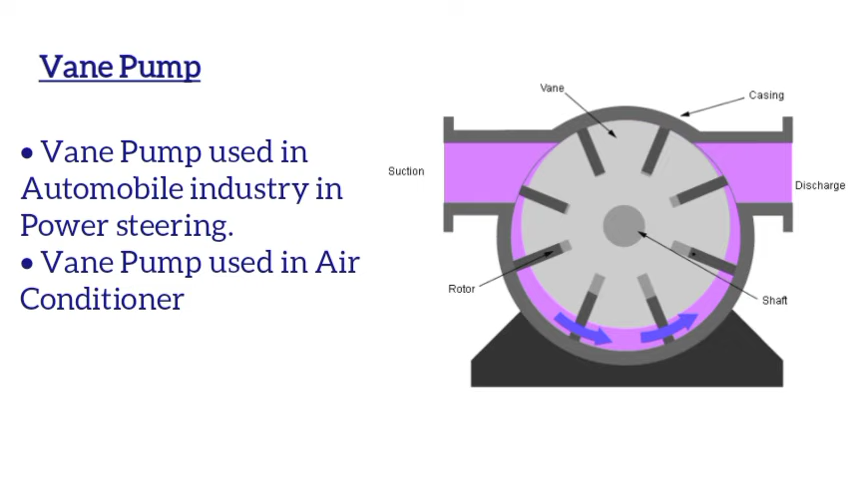 Vane Pump
• Vane Pump used in
Automobile industry in
Power steering.
• Vane Pump used in Air
Conditioner
Vane
Casing
Suction
Discharge
Rotor
Shaft